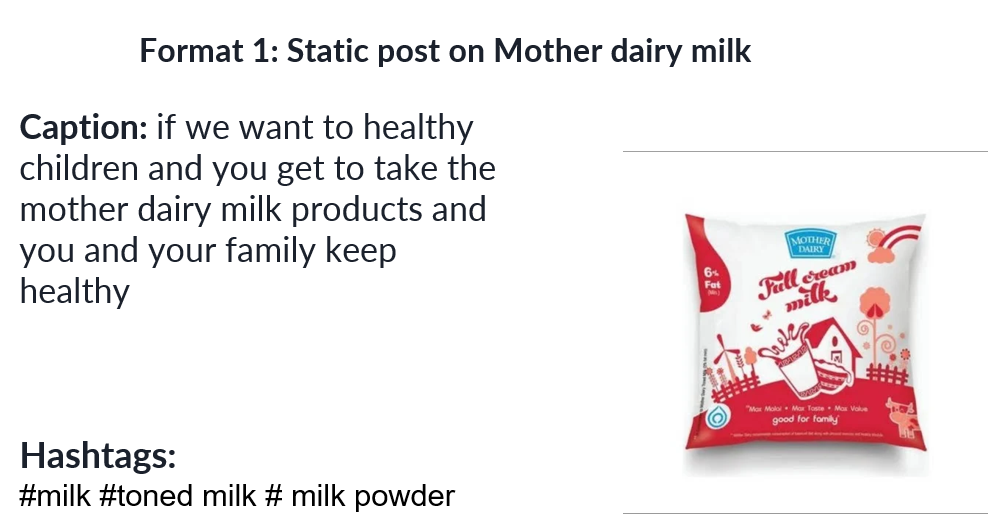 Format 1: Static post on Mother dairy milk
Caption: if we want to healthy
children and you get to take the
mother dairy milk products and
you and your family keep
healthy
MOTHER
DAIRY
6%
Fat
(Min.)
Full cream
milk
"Max Malai • Max Taste • Max Value
good for family"
Hashtags:
#milk #toned milk # milk powder